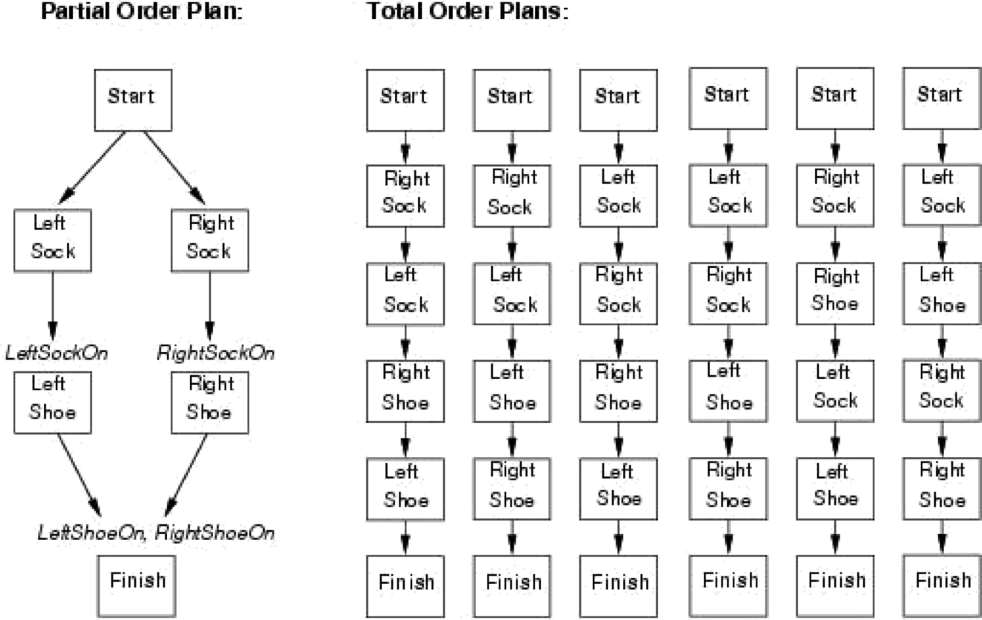 Partial Order Plan:
Total Order Plans:
Start
Left
Sock
Right
Sock
LeftSockOn
RightSockOn
Left
Shoe
Right
Shoe
LeftShoeOn, RightShoeOn
Finish
Start
Right
Sock
Left
Sock
Right
Shoe
Left
Shoe
Finish
Start
Right
Sock
Left
Sock
Left
Shoe
Right
Shoe
Finish
Start
Left
Sock
Right
Sock
Right
Shoe
Left
Shoe
Finish
Start
Left
Sock
Right
Sock
Left
Shoe
Right
Shoe
Finish
Start
Right
Sock
Right
Shoe
Left
Sock
Left
Shoe
Finish
Start
Left
Sock
Left
Shoe
Right
Sock
Right
Shoe
Finish